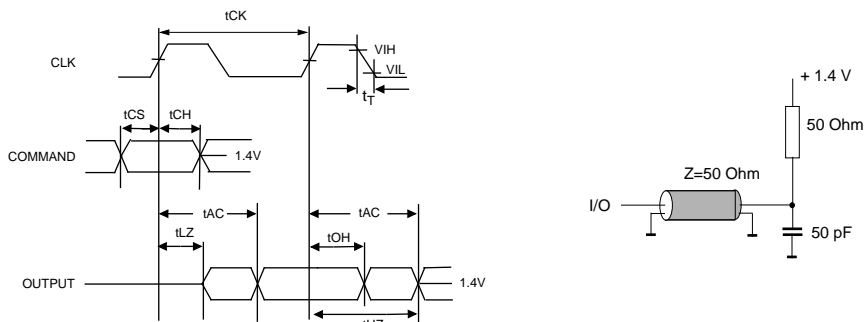 tCK
CLK
VIH
VIL
tT
tCS
tCH
COMMAND
1.4V
tAC
tAC
tLZ
tOH
OUTPUT
1.4V
+ 1.4 V
50 Ohm
Z=50 Ohm
I/O
50 pF